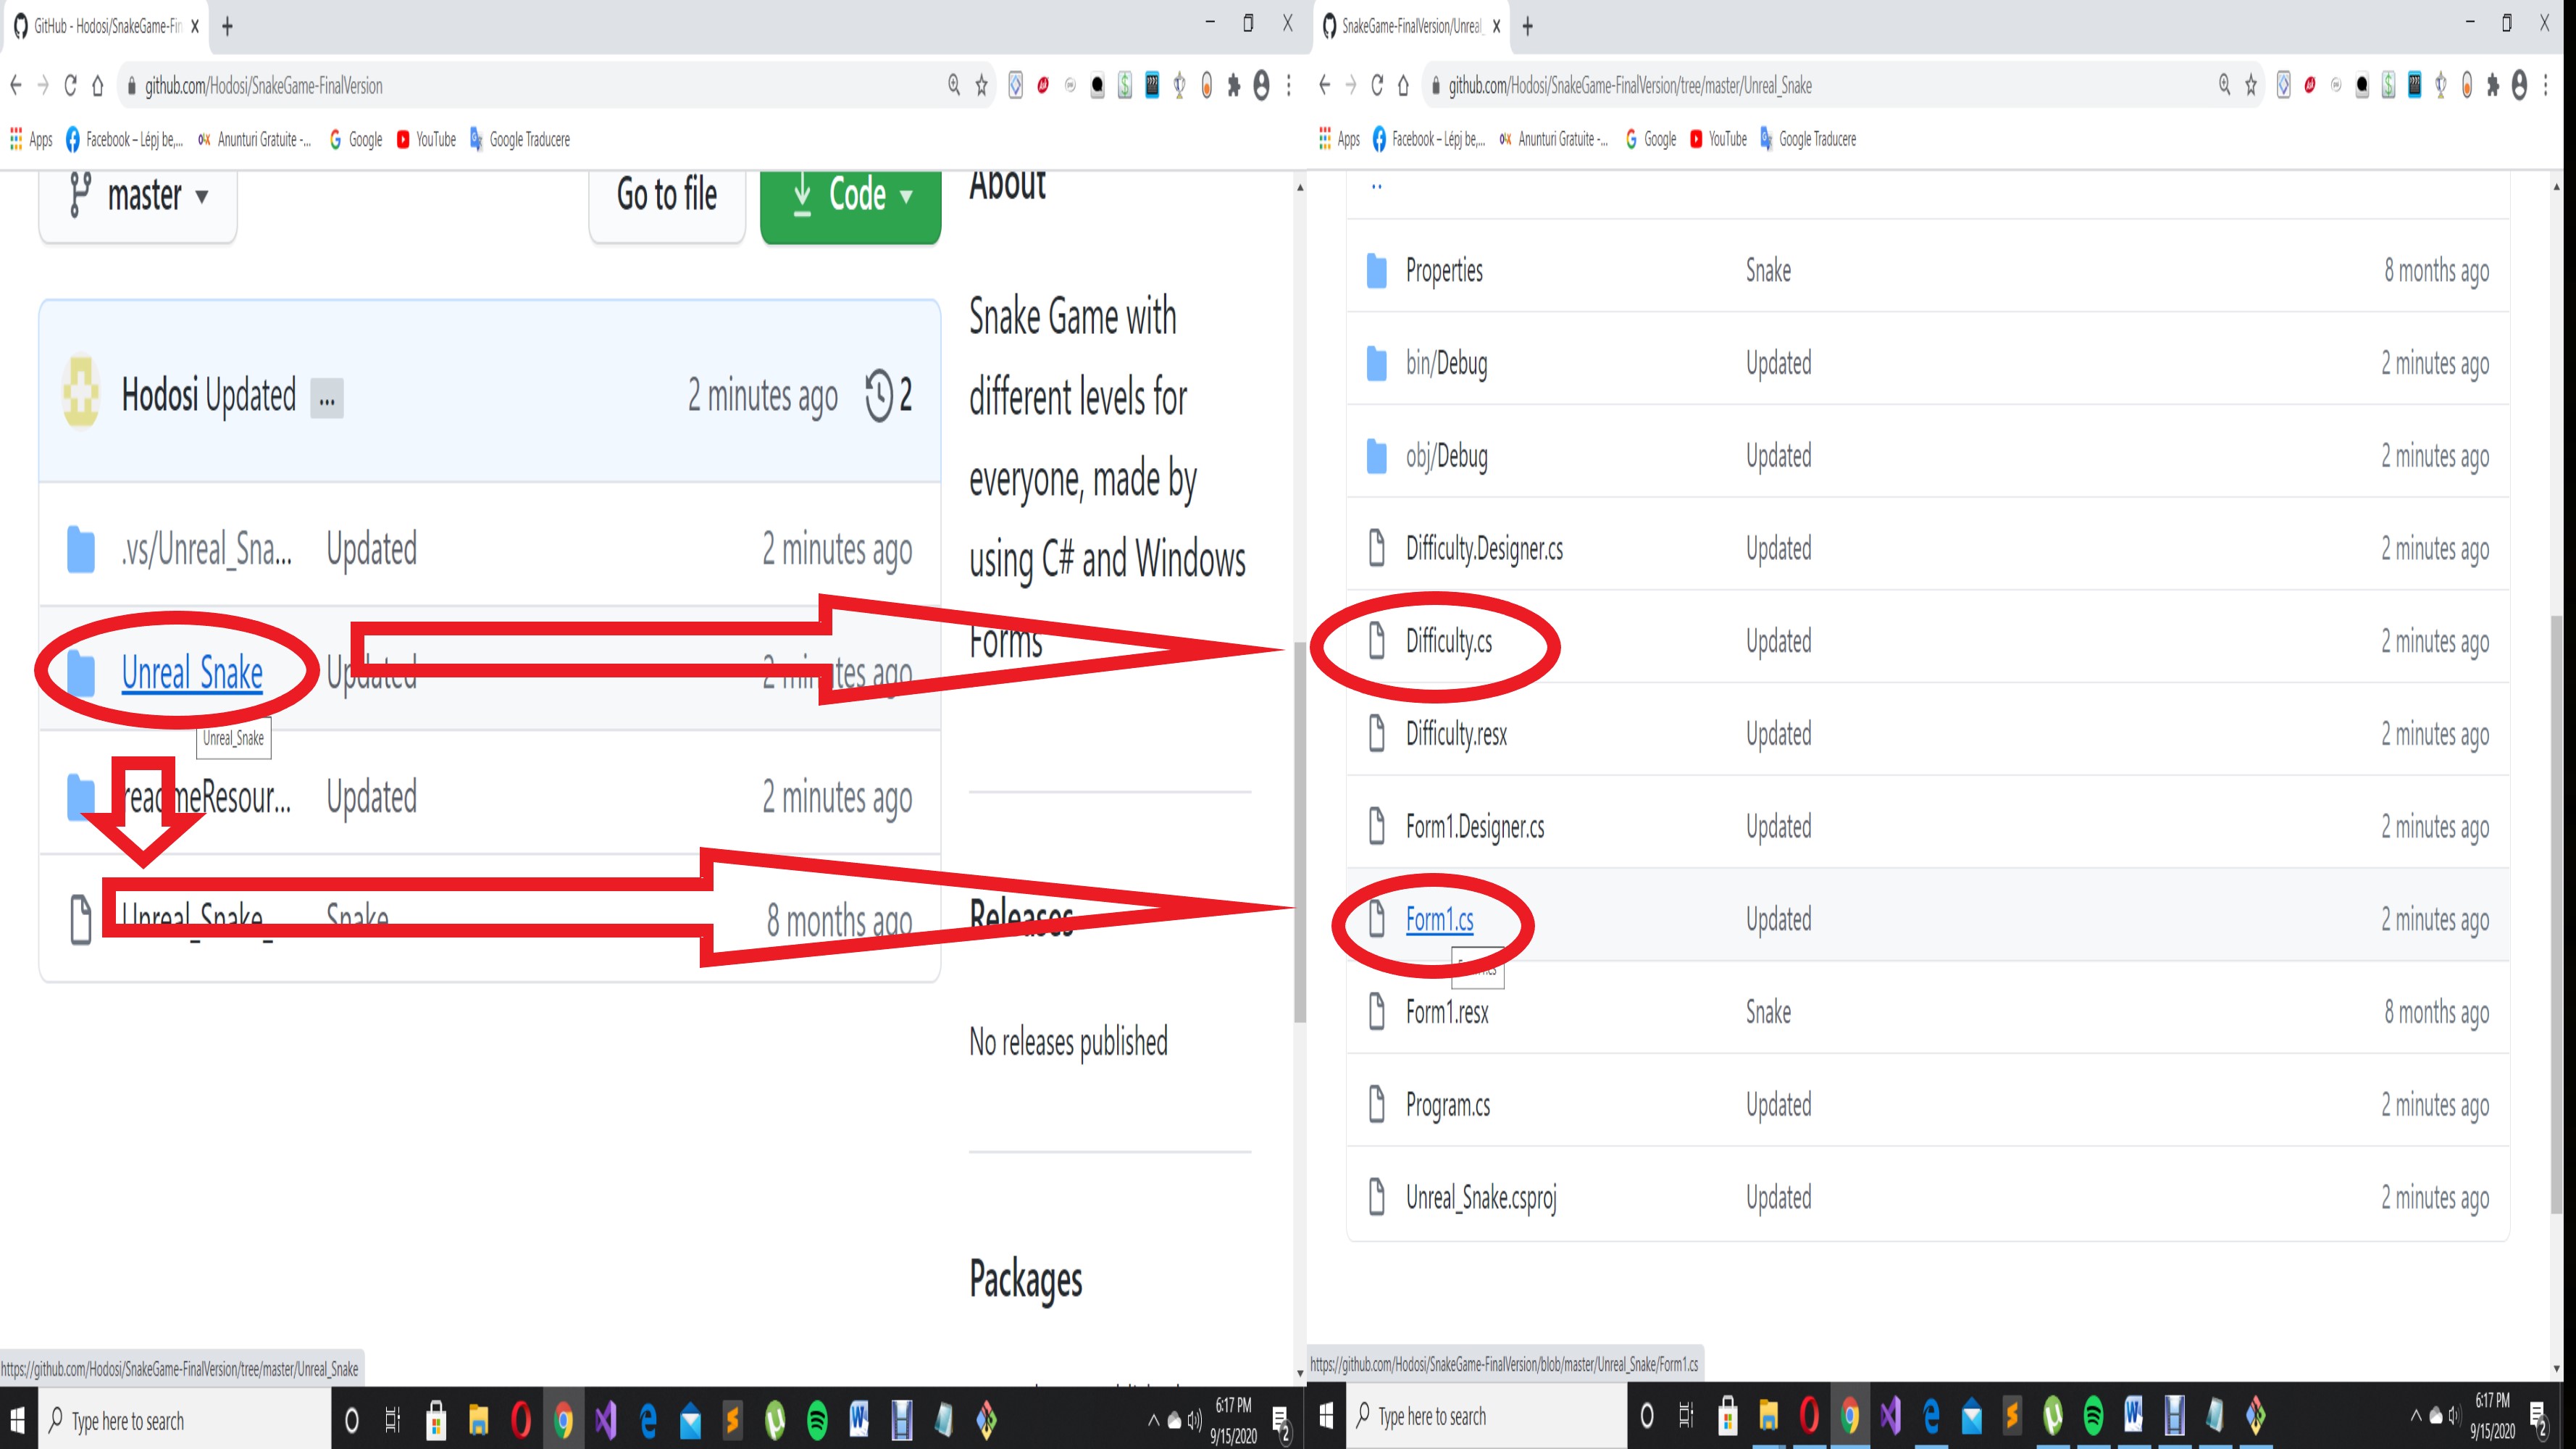 GitHub - Hodosi/SnakeGame-Fin
github.com/Hodosi/SnakeGame-FinalVersion
Apps Facebook – Lépj be,... Anunturi Gratuite -... Google YouTube Google Traducere
master
Go to file
Code
About
Snake Game with
different levels for
everyone, made by
using C# and Windows
Forms
Hodosi Updated ... 2 minutes ago 2
.vs/Unreal_Sna... Updated 2 minutes ago
Unreal_Snake Updated 2 minutes ago
Unreal_Snake
readmeResour... Updated 2 minutes ago
Unreal_Snake_ Snake 8 months ago
Releases
No releases published
Packages
https://github.com/Hodosi/SnakeGame-FinalVersion/tree/master/Unreal_Snake
Type here to search
6:17 PM
9/15/2020
2
SnakeGame-FinalVersion/Unreal_
github.com/Hodosi/SnakeGame-FinalVersion/tree/master/Unreal_Snake
Apps Facebook – Lépj be,... Anunturi Gratuite -... Google YouTube Google Traducere
..
Properties Snake 8 months ago
bin/Debug Updated 2 minutes ago
obj/Debug Updated 2 minutes ago
Difficulty.Designer.cs Updated 2 minutes ago
Difficulty.cs Updated 2 minutes ago
Difficulty.resx Updated 2 minutes ago
Form1.Designer.cs Updated 2 minutes ago
Form1.cs Updated 2 minutes ago
Form1.resx Snake 8 months ago
Program.cs Updated 2 minutes ago
Unreal_Snake.csproj Updated 2 minutes ago
https://github.com/Hodosi/SnakeGame-FinalVersion/blob/master/Unreal_Snake/Form1.cs
Type here to search
6:17 PM
9/15/2020
2